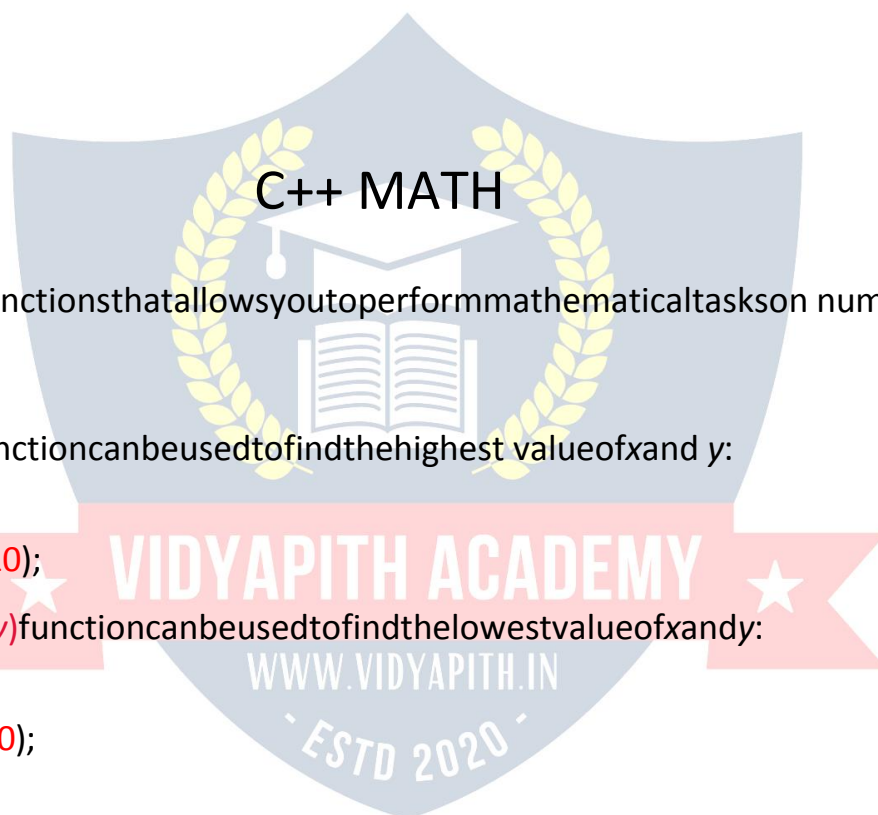 C++ MATH
nctionsthatallowsyoutoperformmathematicaltaskson num
nctioncanbeusedtofindthehighest valueofxand y:
0);
VIDYAPITH ACADEMY
y)functioncanbeusedtofindthelowestvalueofxandy:
WWW.VIDYAPITH.IN
0);
- ESTD 2020 -